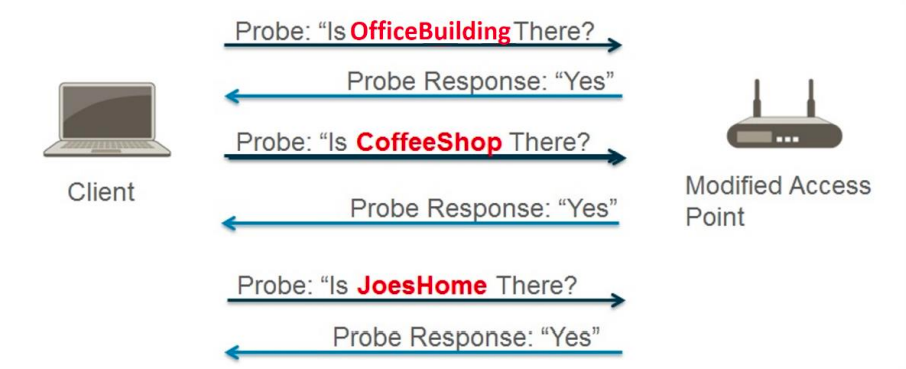 Probe: “Is OfficeBuilding There?
Probe Response: “Yes”
Probe: “Is CoffeeShop There?
Client
Modified Access
Point
Probe Response: “Yes”
Probe: “Is JoesHome There?
Probe Response: “Yes”